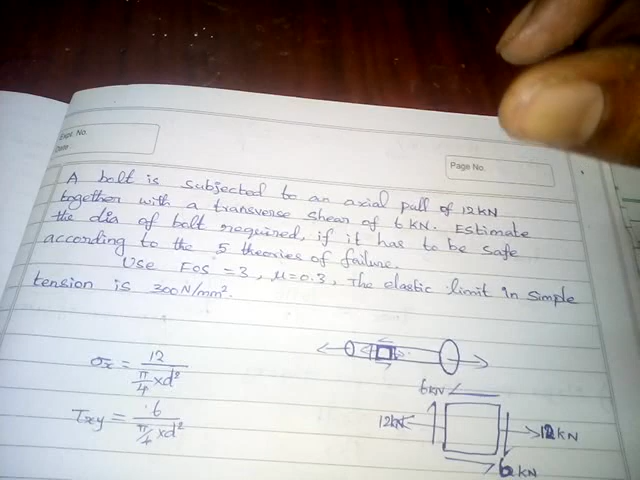 Expt. No.
Date
Page No.
A bolt is subjected to an axial pull of 12KN
together with a transverse shear of 6 KN. Estimate
the dia of bolt required, if it has to be safe
according to the 5 theories of failure.
Use FOS = 3, μ = 0.3, The elastic limit in simple
tension is 300N/mm².
σx = 12 / (π/4 × d²)
τxy = 6 / (π/4 × d²)
6KN
12KN
12KN
6KN